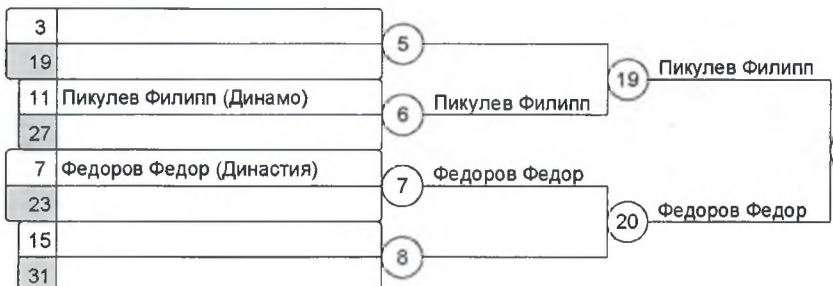 3
5
19
19 Пикулев Филипп
11 Пикулев Филипп (Динамо)
6 Пикулев Филипп
27
7 Федоров Федор (Династия)
7 Федоров Федор
23
20 Федоров Федор
15
8
31